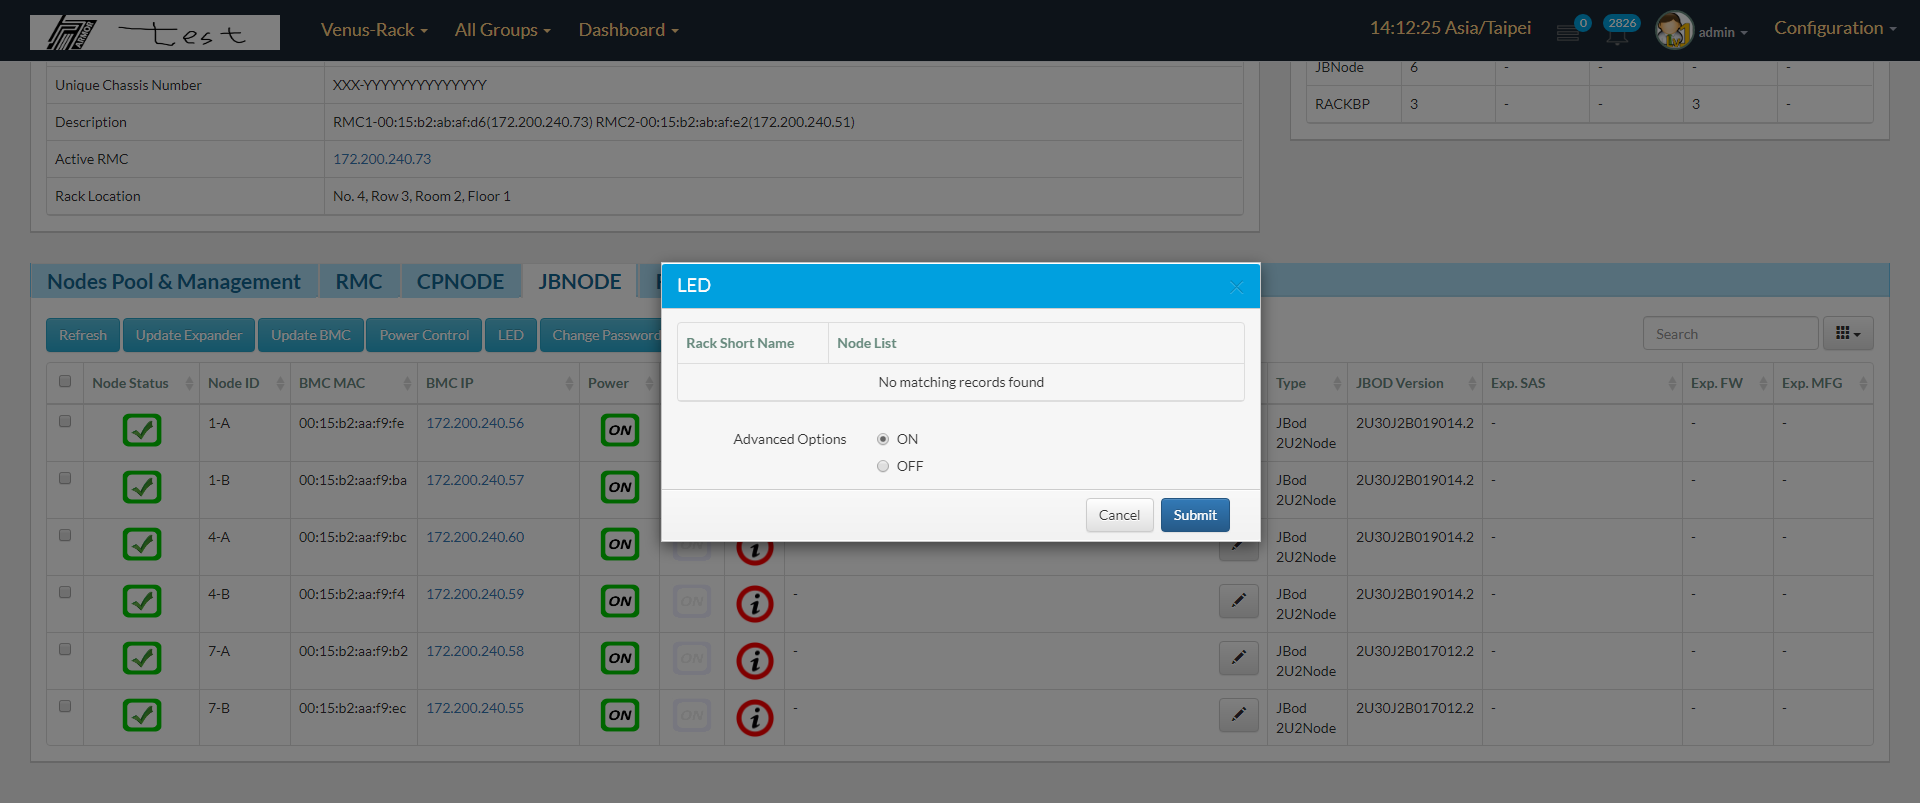 ARMOR test Venus-Rack All Groups Dashboard 14:12:25 Asia/Taipei 0 2826 admin Configuration
JBNode 6 - - - -
Unique Chassis Number XXX-YYYYYYYYYYYYYYY
RACKBP 3 - - 3 -
Description RMC1-00:15:b2:ab:af:d6(172.200.240.73) RMC2-00:15:b2:ab:af:e2(172.200.240.51)
Active RMC 172.200.240.73
Rack Location No. 4, Row 3, Room 2, Floor 1
Nodes Pool & Management RMC CPNODE JBNODE
LED
Refresh Update Expander Update BMC Power Control LED Change Password
Search
Rack Short Name Node List
No matching records found
Advanced Options ON
OFF
Cancel Submit
Node Status Node ID BMC MAC BMC IP Power Type JBOD Version Exp. SAS Exp. FW Exp. MFG
1-A 00:15:b2:aa:f9:fe 172.200.240.56 ON JBod 2U2Node 2U30J2B019014.2 - - -
1-B 00:15:b2:aa:f9:ba 172.200.240.57 ON JBod 2U2Node 2U30J2B019014.2 - - -
4-A 00:15:b2:aa:f9:bc 172.200.240.60 ON ON i JBod 2U2Node 2U30J2B019014.2 - - -
4-B 00:15:b2:aa:f9:f4 172.200.240.59 ON ON i - JBod 2U2Node 2U30J2B019014.2 - - -
7-A 00:15:b2:aa:f9:b2 172.200.240.58 ON ON i - JBod 2U2Node 2U30J2B017012.2 - - -
7-B 00:15:b2:aa:f9:ec 172.200.240.55 ON ON i - JBod 2U2Node 2U30J2B017012.2 - - -